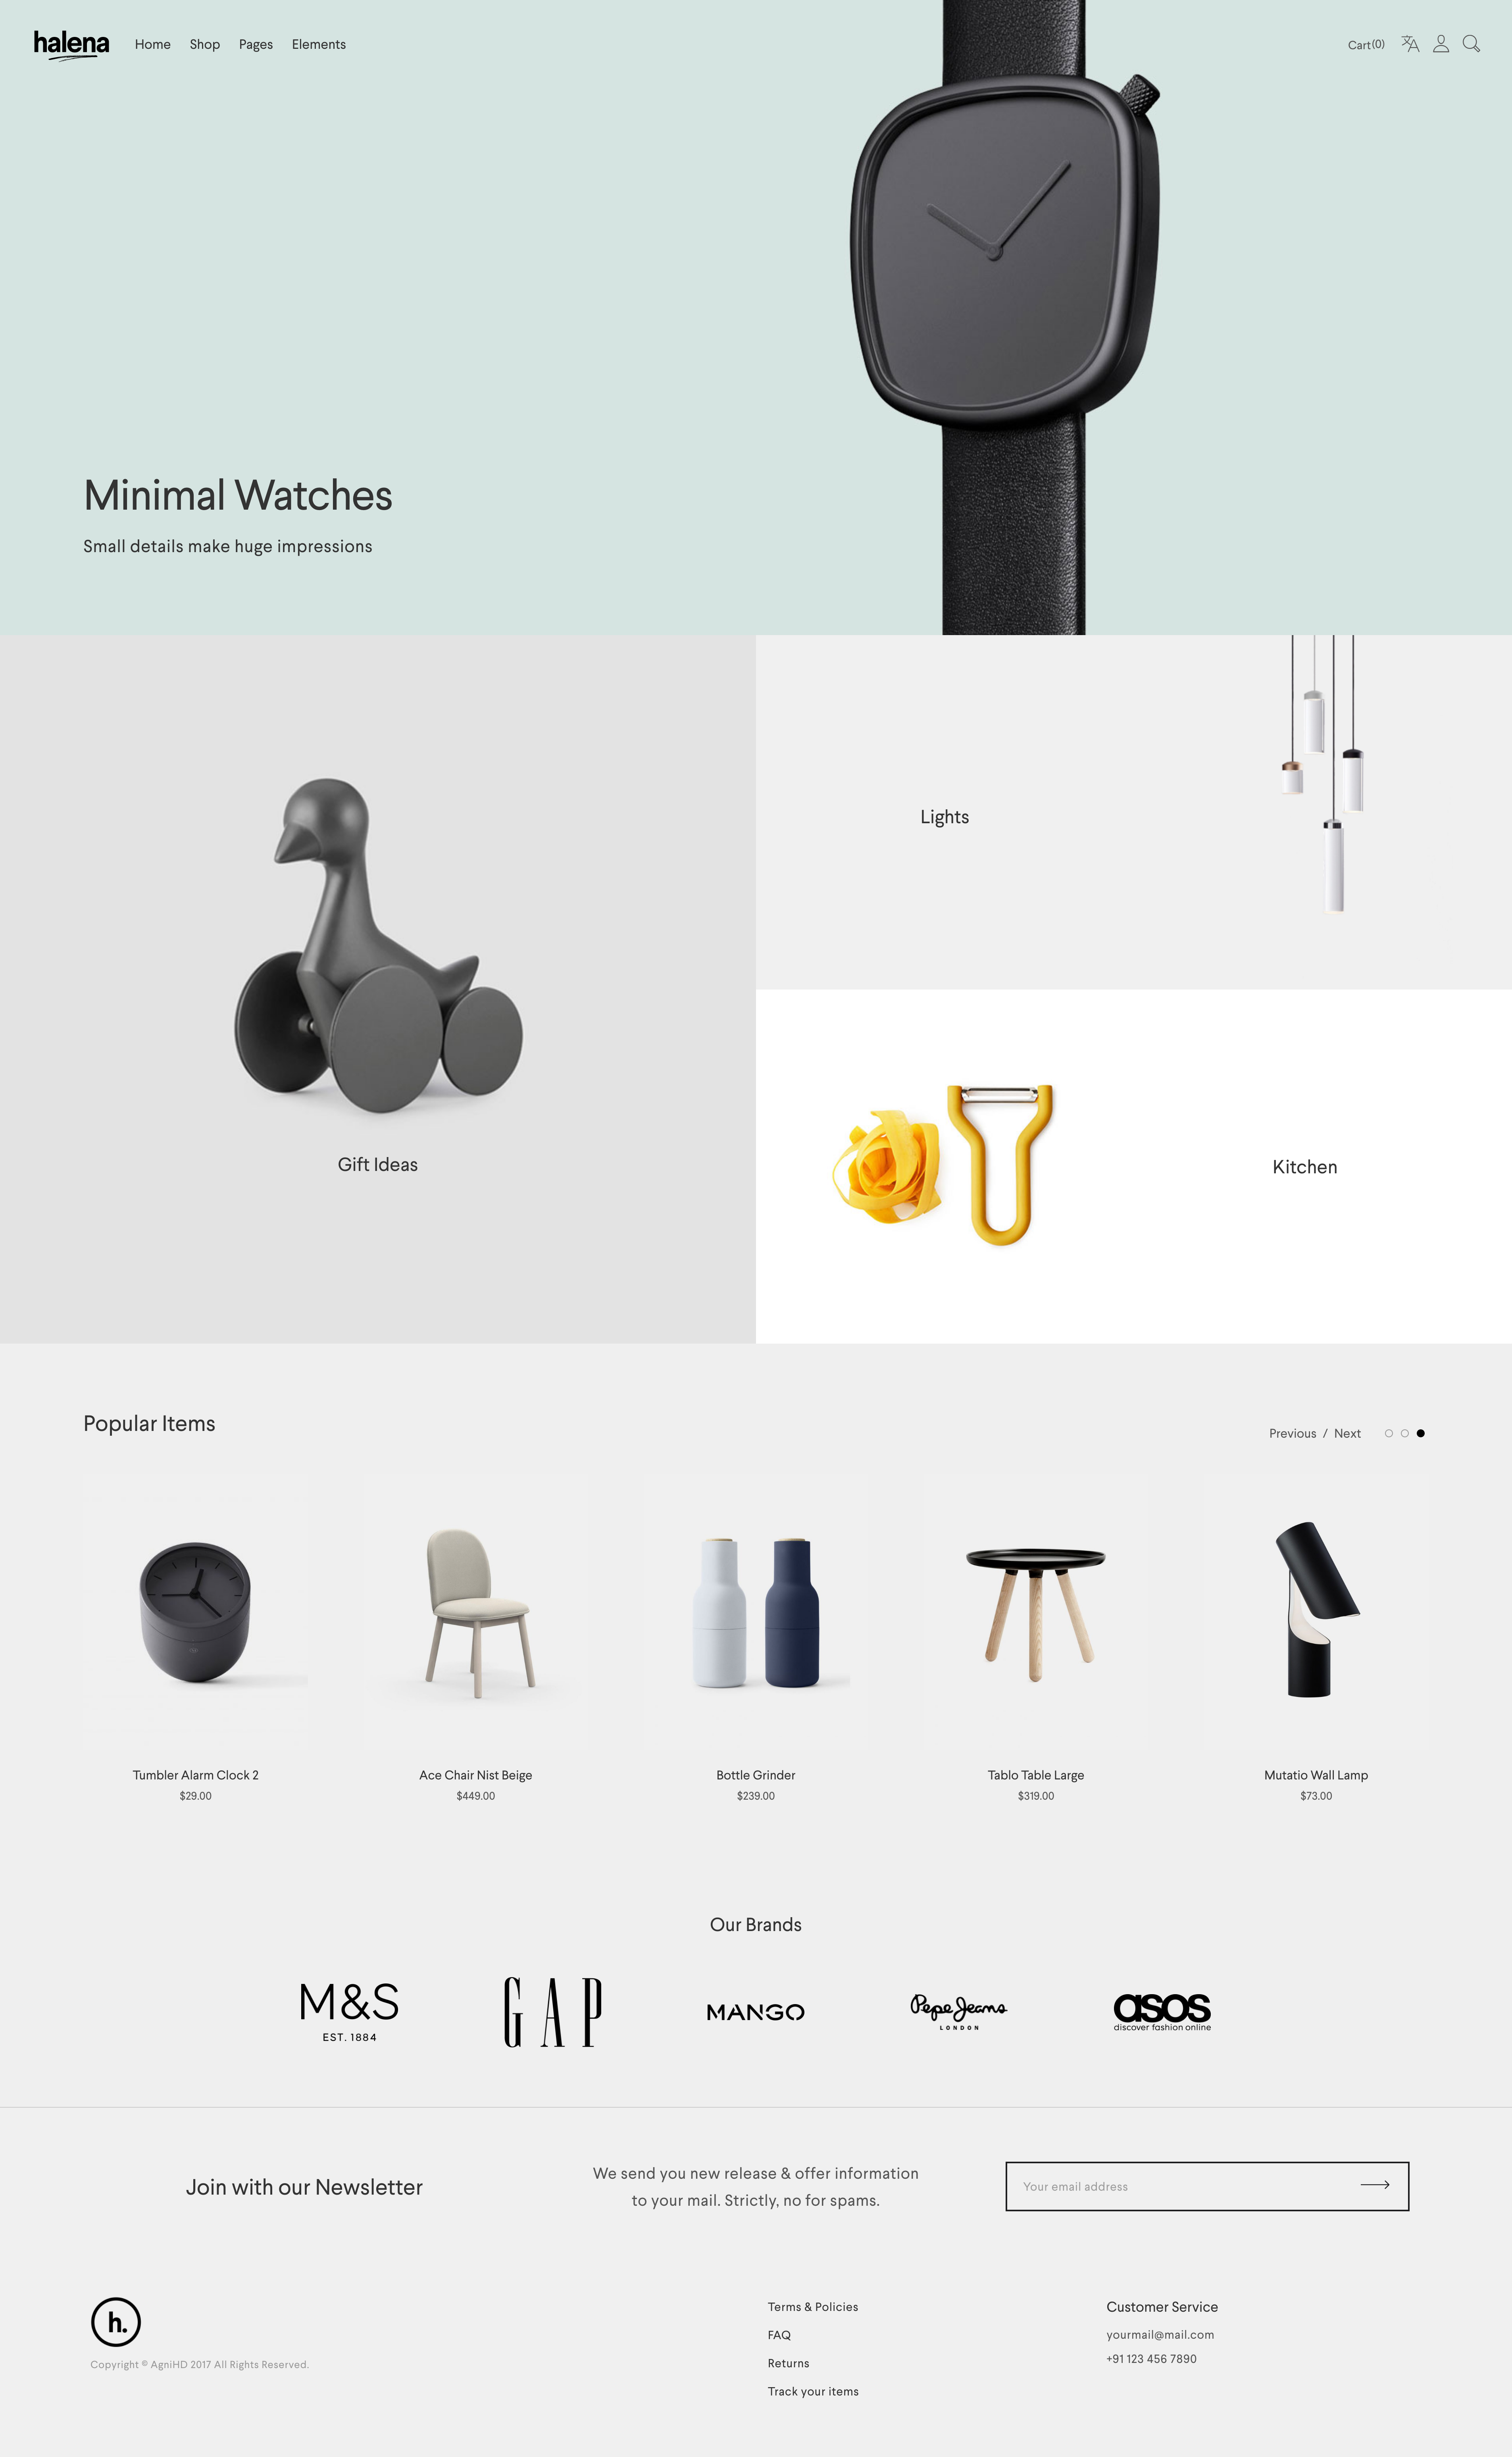 halena
Home
Shop
Pages
Elements
Cart(0)
Minimal Watches
Small details make huge impressions
Lights
Gift Ideas
Kitchen
Popular Items
Previous / Next
Tumbler Alarm Clock 2
$29.00
Ace Chair Nist Beige
$449.00
Bottle Grinder
$239.00
Tablo Table Large
$319.00
Mutatio Wall Lamp
$73.00
Our Brands
M&S
EST. 1884
GAP
MANGO
Pepe Jeans
LONDON
asos
discover fashion online
Join with our Newsletter
We send you new release & offer information
to your mail. Strictly, no for spams.
Your email address
h.
Copyright © AgniHD 2017 All Rights Reserved.
Terms & Policies
FAQ
Returns
Track your items
Customer Service
yourmail@mail.com
+91 123 456 7890